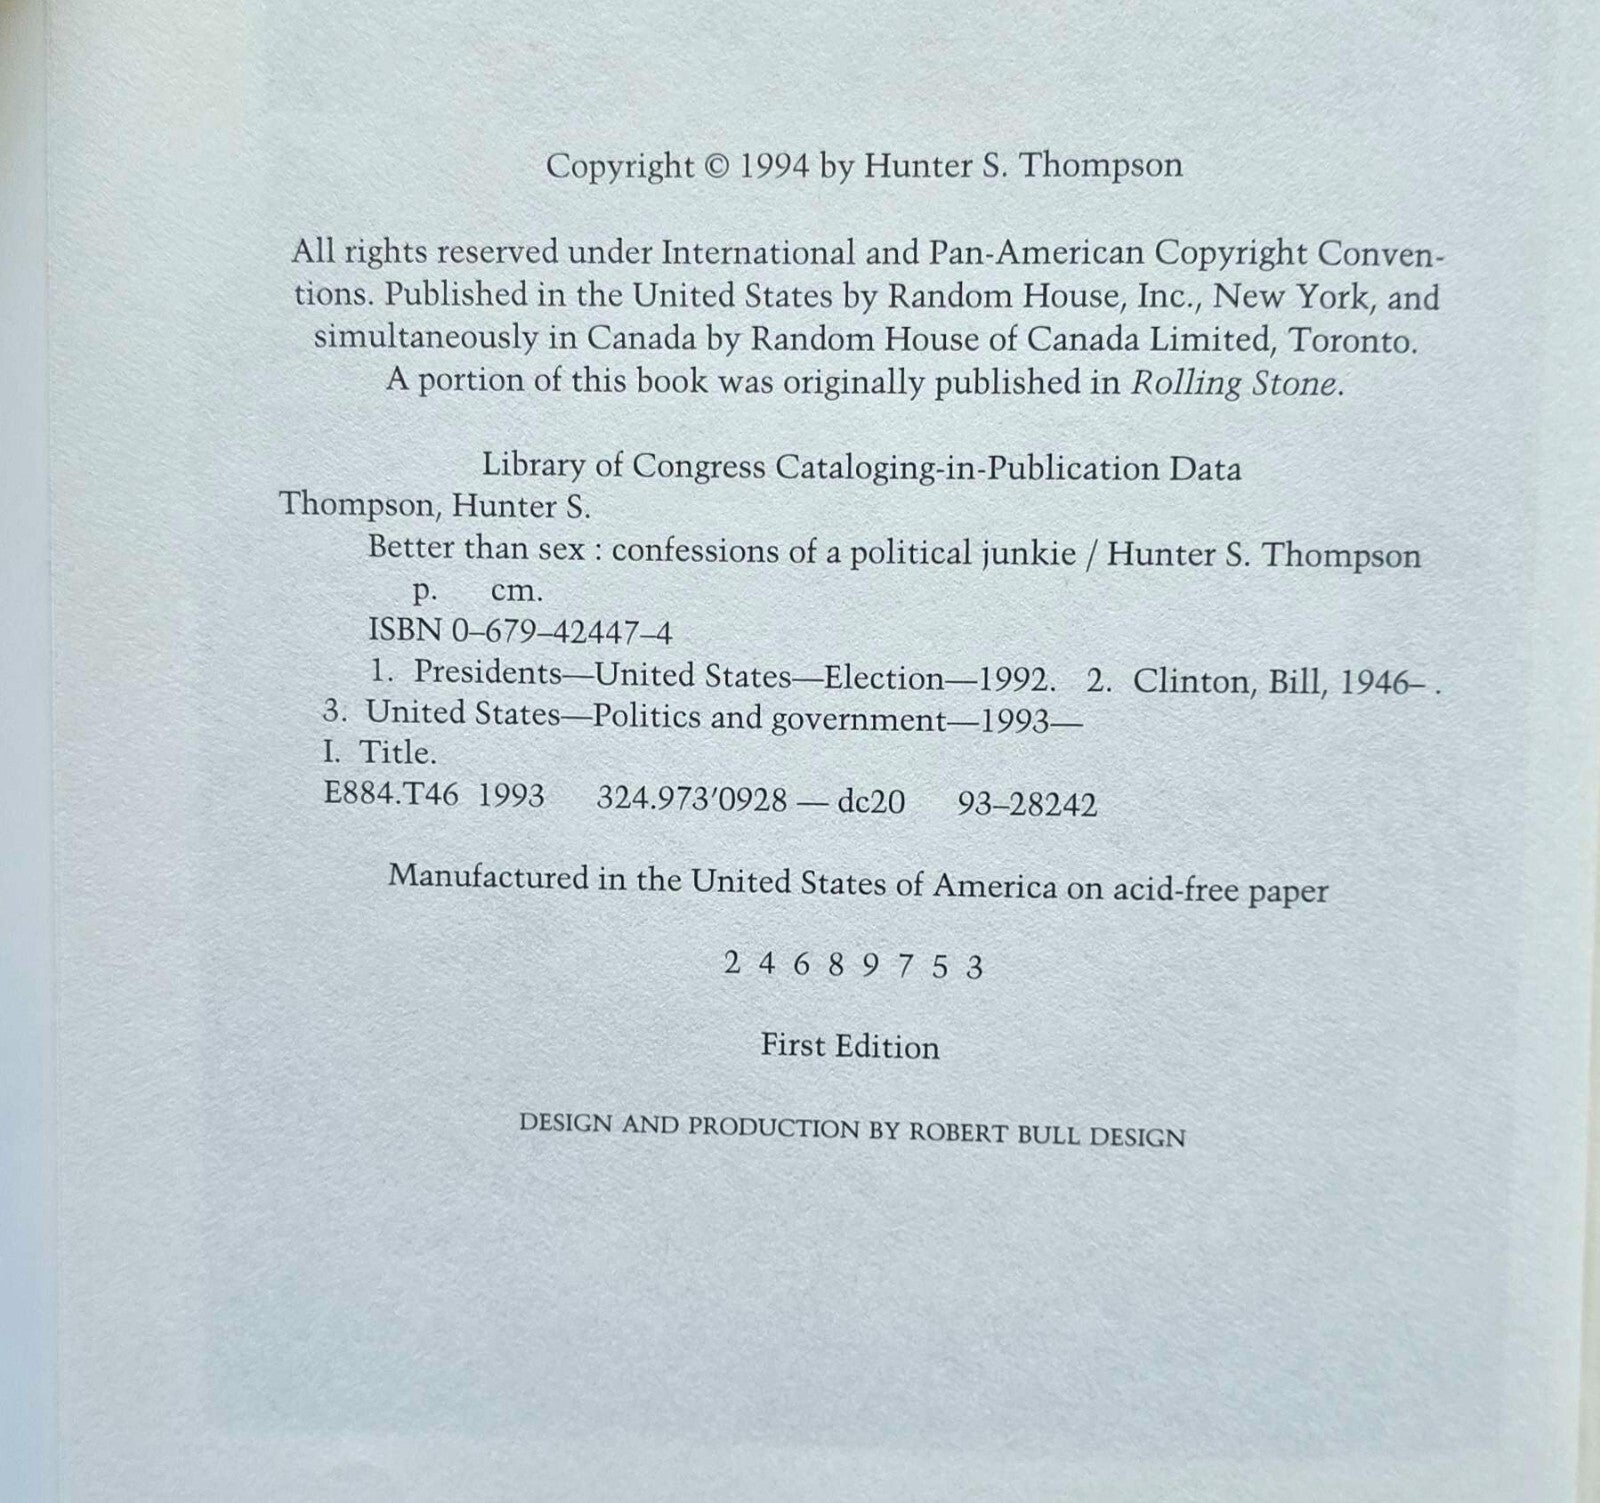 Copyright © 1994 by Hunter S. Thompson
All rights reserved under International and Pan-American Copyright Conven-
tions. Published in the United States by Random House, Inc., New York, and
simultaneously in Canada by Random House of Canada Limited, Toronto.
A portion of this book was originally published in Rolling Stone.
Library of Congress Cataloging-in-Publication Data
Thompson, Hunter S.
Better than sex : confessions of a political junkie / Hunter S. Thompson
p. cm.
ISBN 0–679–42447–4
1. Presidents—United States—Election—1992. 2. Clinton, Bill, 1946– .
3. United States—Politics and government—1993—
I. Title.
E884.T46 1993 324.973′0928 — dc20 93–28242
Manufactured in the United States of America on acid-free paper
2 4 6 8 9 7 5 3
First Edition
DESIGN AND PRODUCTION BY ROBERT BULL DESIGN